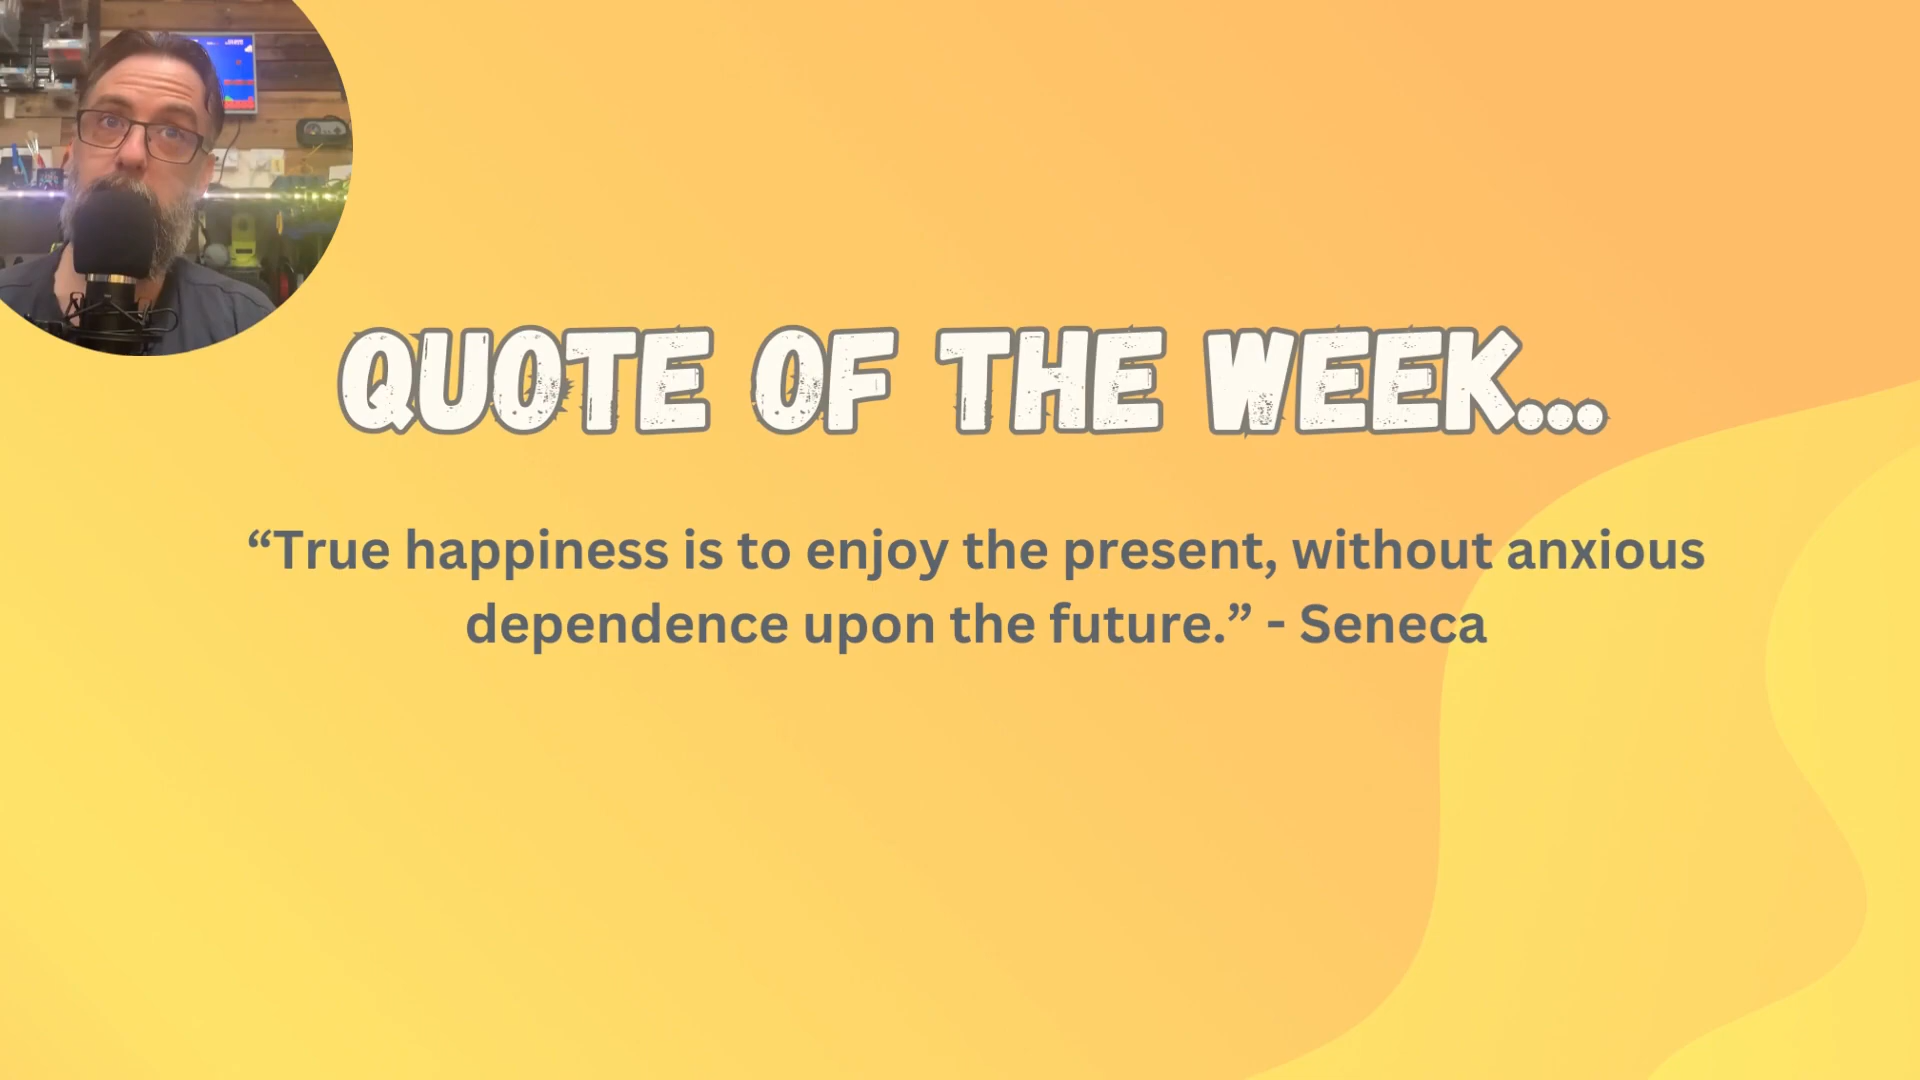 QUOTE OF THE WEEK...
“True happiness is to enjoy the present, without anxious
dependence upon the future.” - Seneca